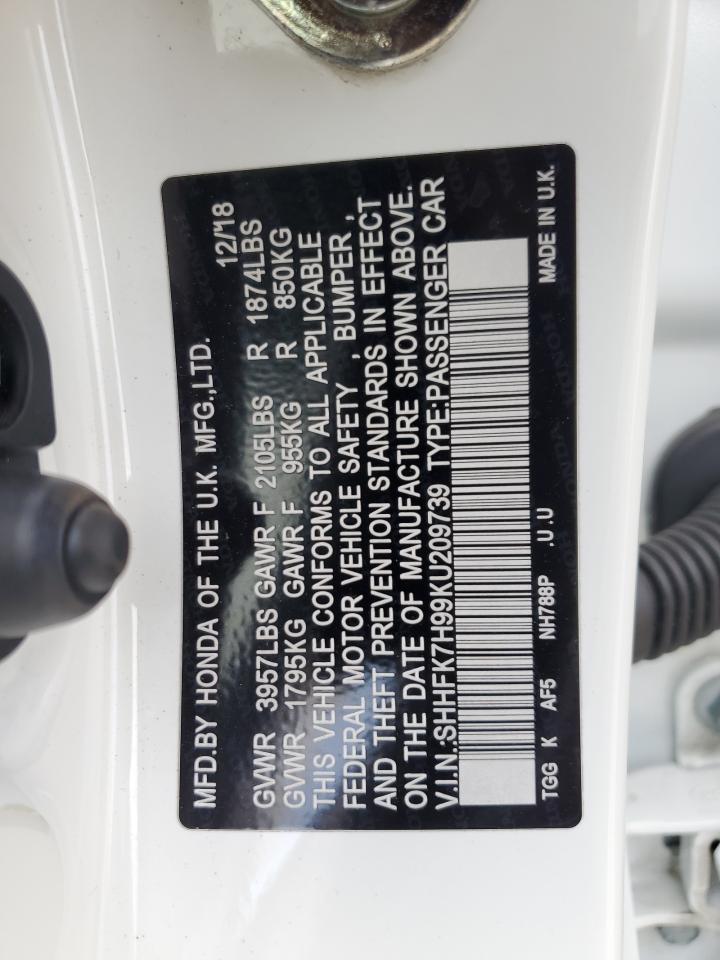 MFD.BY HONDA OF THE U.K. MFG.,LTD. 12/18
GVWR 3957LBS GAWR F 2105LBS R 1874LBS
GVWR 1795KG GAWR F 955KG R 850KG
THIS VEHICLE CONFORMS TO ALL APPLICABLE
FEDERAL MOTOR VEHICLE SAFETY , BUMPER ,
AND THEFT PREVENTION STANDARDS IN EFFECT
ON THE DATE OF MANUFACTURE SHOWN ABOVE.
V.I.N.:SHHFK7H99KU209739 TYPE:PASSENGER CAR
TGG K AF5 NH788P .U .U MADE IN U.K.